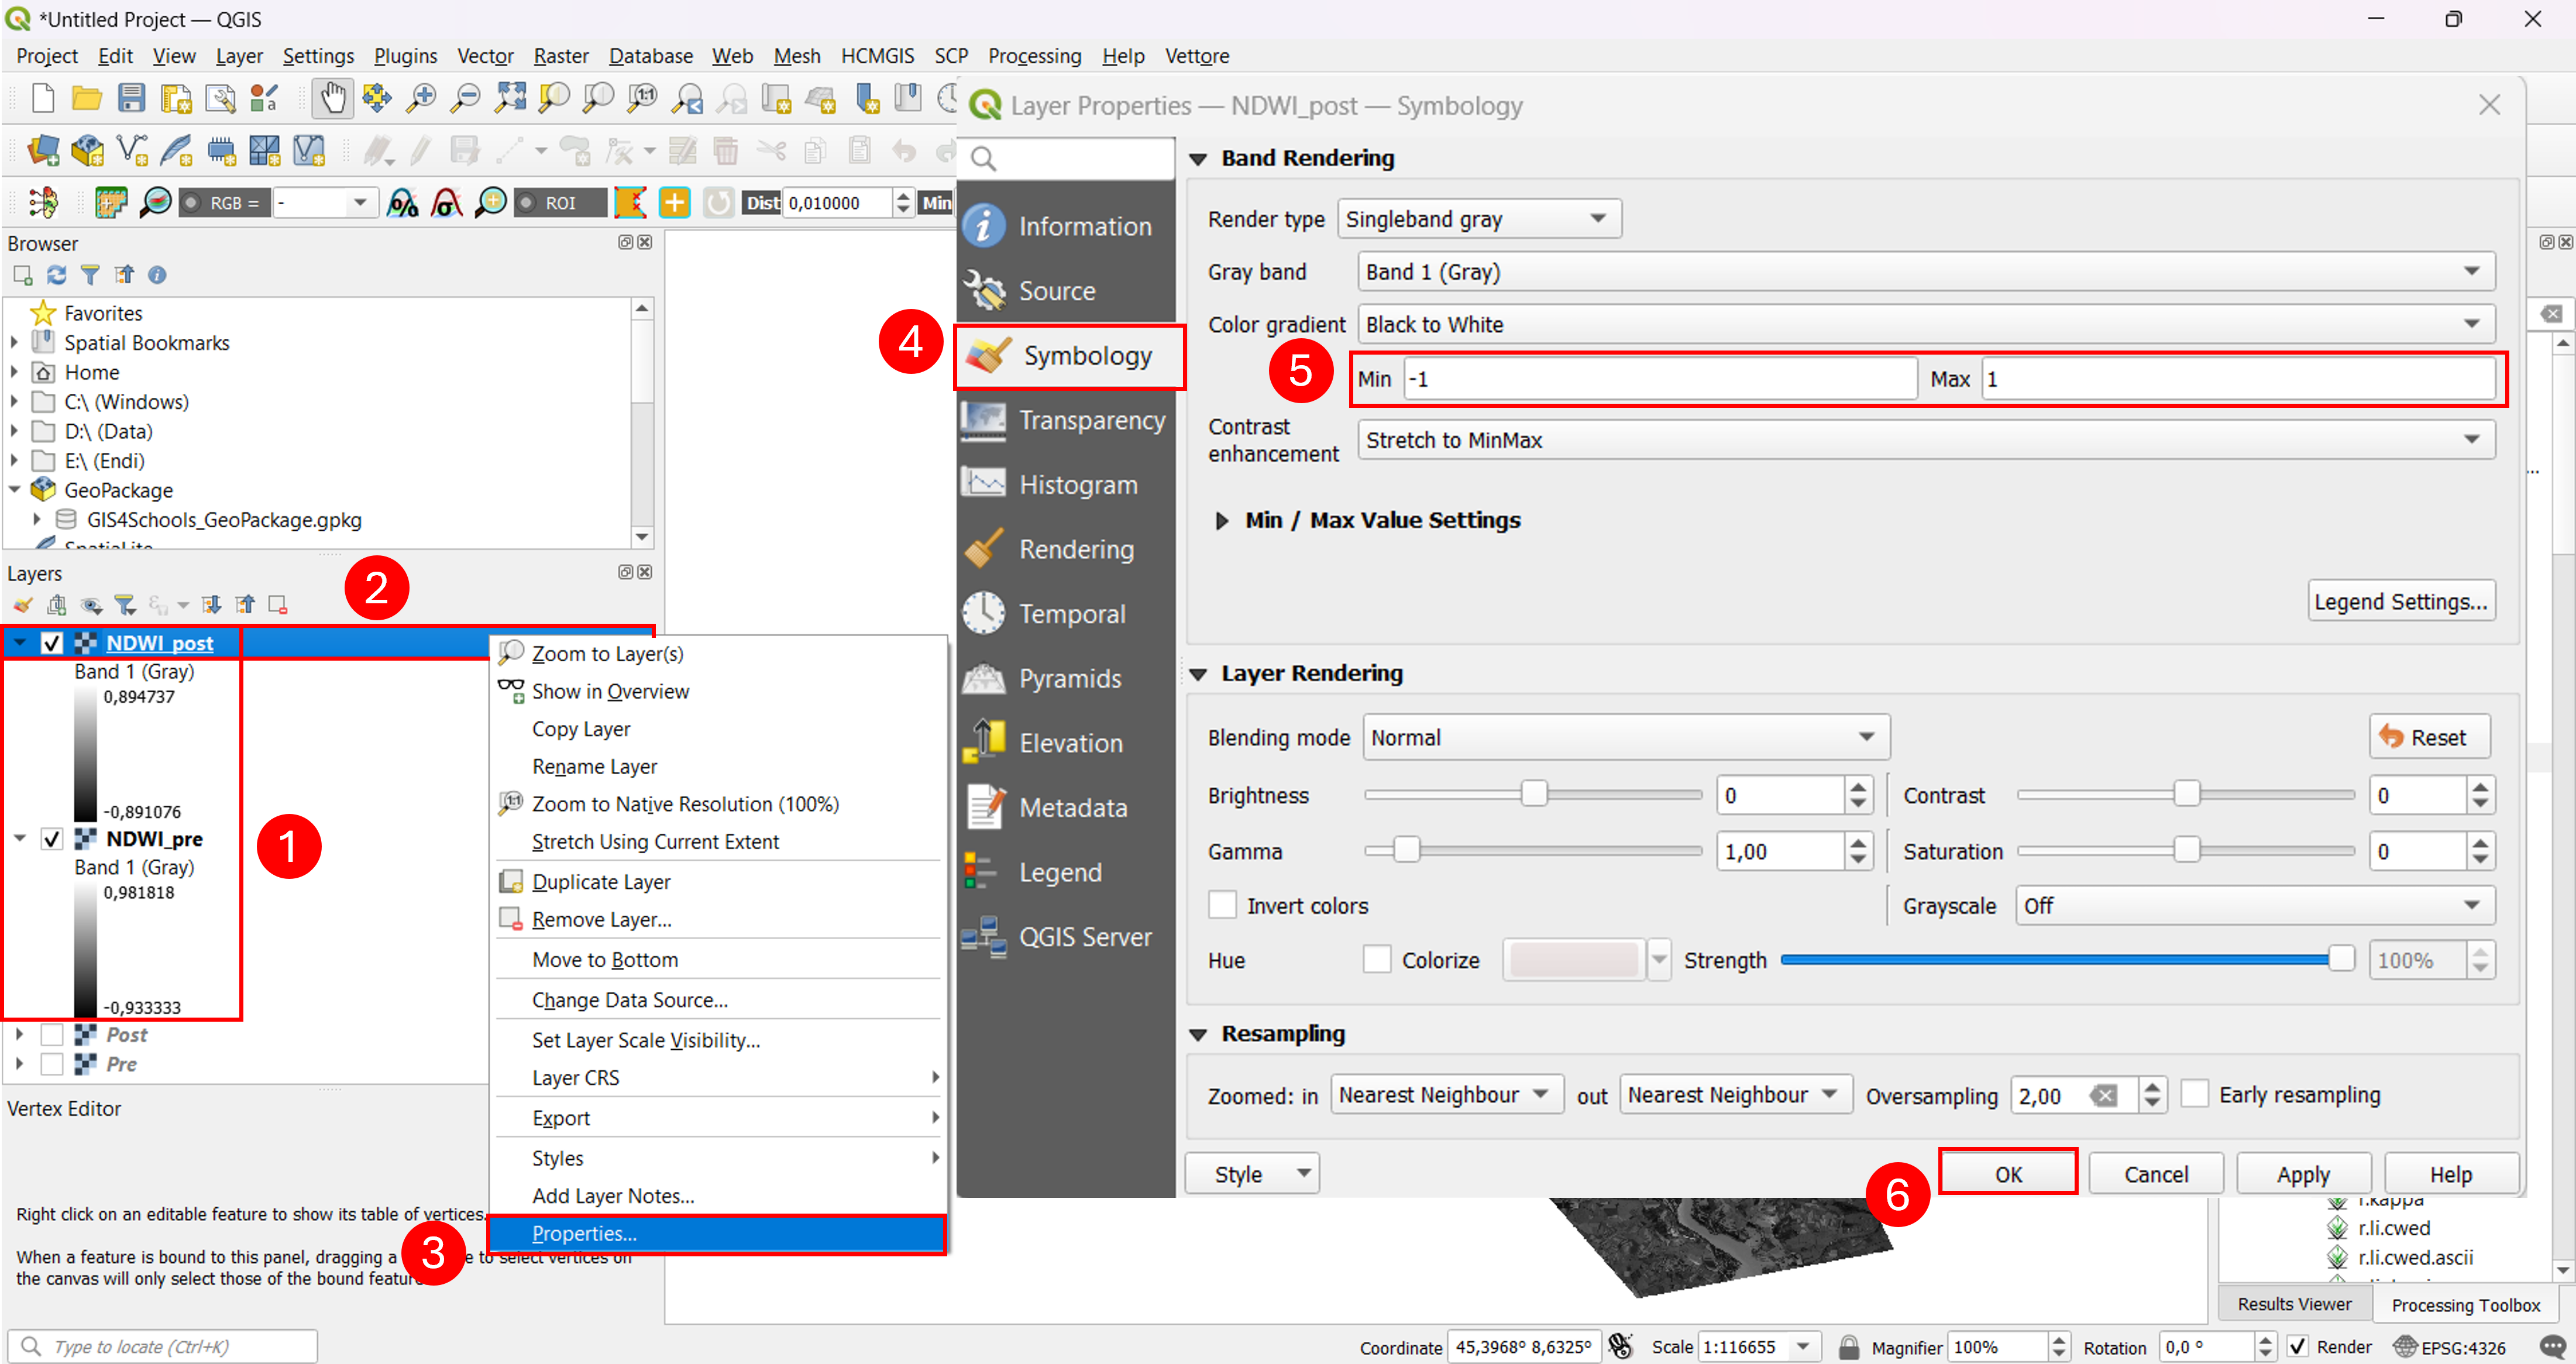 *Untitled Project — QGIS
Project Edit View Layer Settings Plugins Vector Raster Database Web Mesh HCMGIS SCP Processing Help Vettore
RGB = - ROI Dist 0,010000 Min
Browser
Favorites
Spatial Bookmarks
Home
C:\ (Windows)
D:\ (Data)
E:\ (Endi)
GeoPackage
GIS4Schools_GeoPackage.gpkg
SpatiaLite
Layers
2
NDWI_post
Band 1 (Gray)
0,894737
-0,891076
1
NDWI_pre
Band 1 (Gray)
0,981818
-0,933333
Post
Pre
Vertex Editor
Right click on an editable feature to show its table of vertices.
When a feature is bound to this panel, dragging a
e to select vertices on
the canvas will only select those of the bound featur
Zoom to Layer(s)
Show in Overview
Copy Layer
Rename Layer
Zoom to Native Resolution (100%)
Stretch Using Current Extent
Duplicate Layer
Remove Layer...
Move to Bottom
Change Data Source...
Set Layer Scale Visibility...
Layer CRS
Export
Styles
Add Layer Notes...
3
Properties...
Layer Properties — NDWI_post — Symbology
Information
Source
4
Symbology
Transparency
Histogram
Rendering
Temporal
Pyramids
Elevation
Metadata
Legend
QGIS Server
Band Rendering
Render type Singleband gray
Gray band Band 1 (Gray)
Color gradient Black to White
5
Min -1 Max 1
Contrast
enhancement Stretch to MinMax
Min / Max Value Settings
Legend Settings...
Layer Rendering
Blending mode Normal Reset
Brightness 0 Contrast 0
Gamma 1,00 Saturation 0
Invert colors Grayscale Off
Hue Colorize Strength 100%
Resampling
Zoomed: in Nearest Neighbour out Nearest Neighbour Oversampling 2,00 Early resampling
Style 6 OK Cancel Apply Help
r.kappa
r.li.cwed
r.li.cwed.ascii
Results Viewer Processing Toolbox
Type to locate (Ctrl+K) Coordinate 45,3968° 8,6325° Scale 1:116655 Magnifier 100% Rotation 0,0 ° Render EPSG:4326